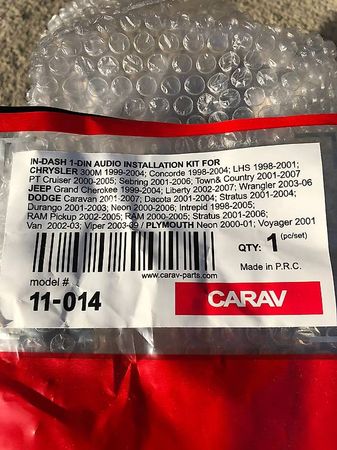 IN-DASH 1-DIN AUDIO INSTALLATION KIT FOR
CHRYSLER 300M 1999-2004; Concorde 1998-2004; LHS 1998-2001;
PT Cruiser 2000-2005; Sebring 2001-2006; Town& Country 2001-2007
JEEP Grand Cherokee 1999-2004; Liberty 2002-2007; Wrangler 2003-06
DODGE Caravan 2001-2007; Dacota 2001-2004; Stratus 2001-2004;
Durango 2001-2003; Neon 2000-2006; Intrepid 1998-2005;
RAM Pickup 2002-2005; RAM 2000-2005; Stratus 2001-2006;
Van 2002-03; Viper 2003-09 / PLYMOUTH Neon 2000-01; Voyager 2001
QTY: 1 (pc/set)
www.carav-parts.com
Made in P.R.C.
model #
11-014
CARAV